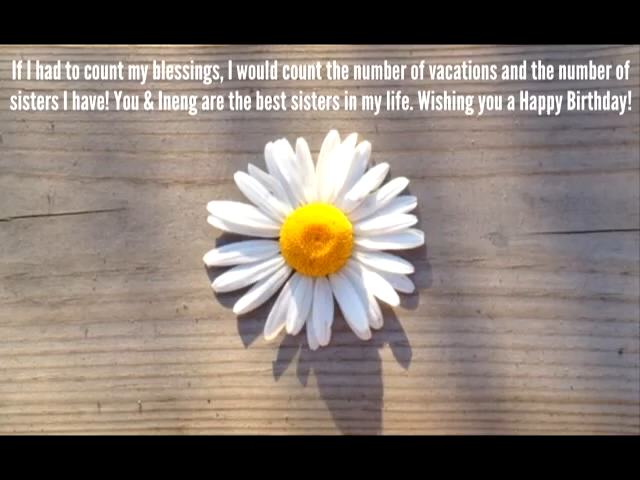 If I had to count my blessings, I would count the number of vacations and the number of
sisters I have! You & Ineng are the best sisters in my life. Wishing you a Happy Birthday!